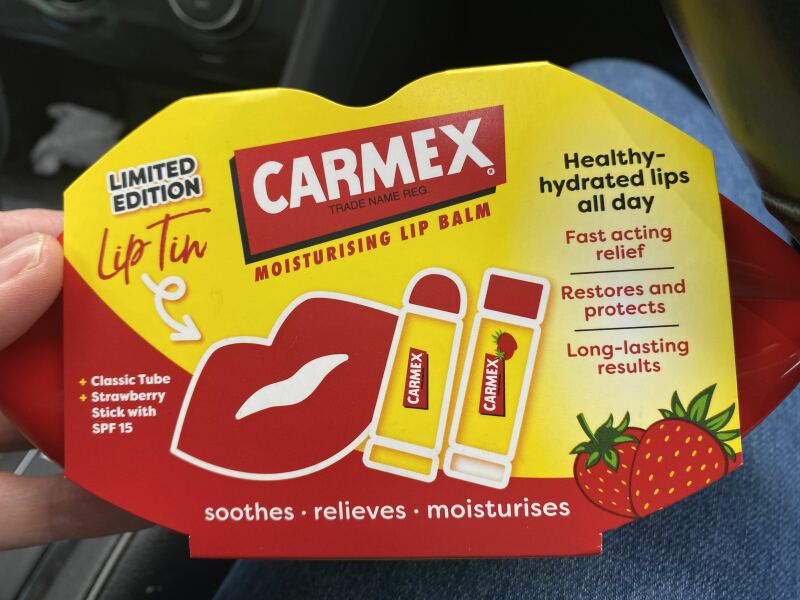 LIMITED
EDITION
Lip Tin
CARMEX®
TRADE NAME REG.
MOISTURISING LIP BALM
Healthy-
hydrated lips
all day
Fast acting
relief
Restores and
protects
Long-lasting
results
+ Classic Tube
+ Strawberry
Stick with
SPF 15
CARMEX
CARMEX
soothes · relieves · moisturises